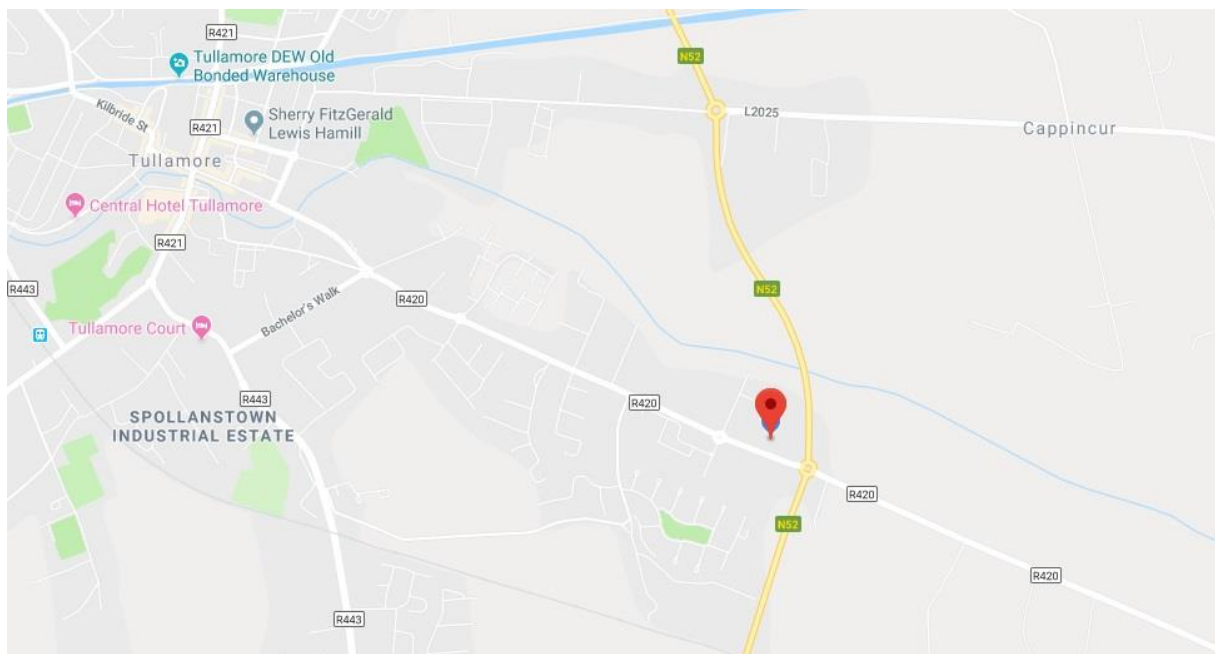 R421
N52
Tullamore DEW Old
Bonded Warehouse
Kilbride St
R421
Sherry FitzGerald
Lewis Hamill
L2025
Cappincur
Tullamore
Central Hotel Tullamore
R421
R443
R420
N52
Bachelor's Walk
Tullamore Court
R443
R420
SPOLLANSTOWN
INDUSTRIAL ESTATE
R420
N52
R420
R443